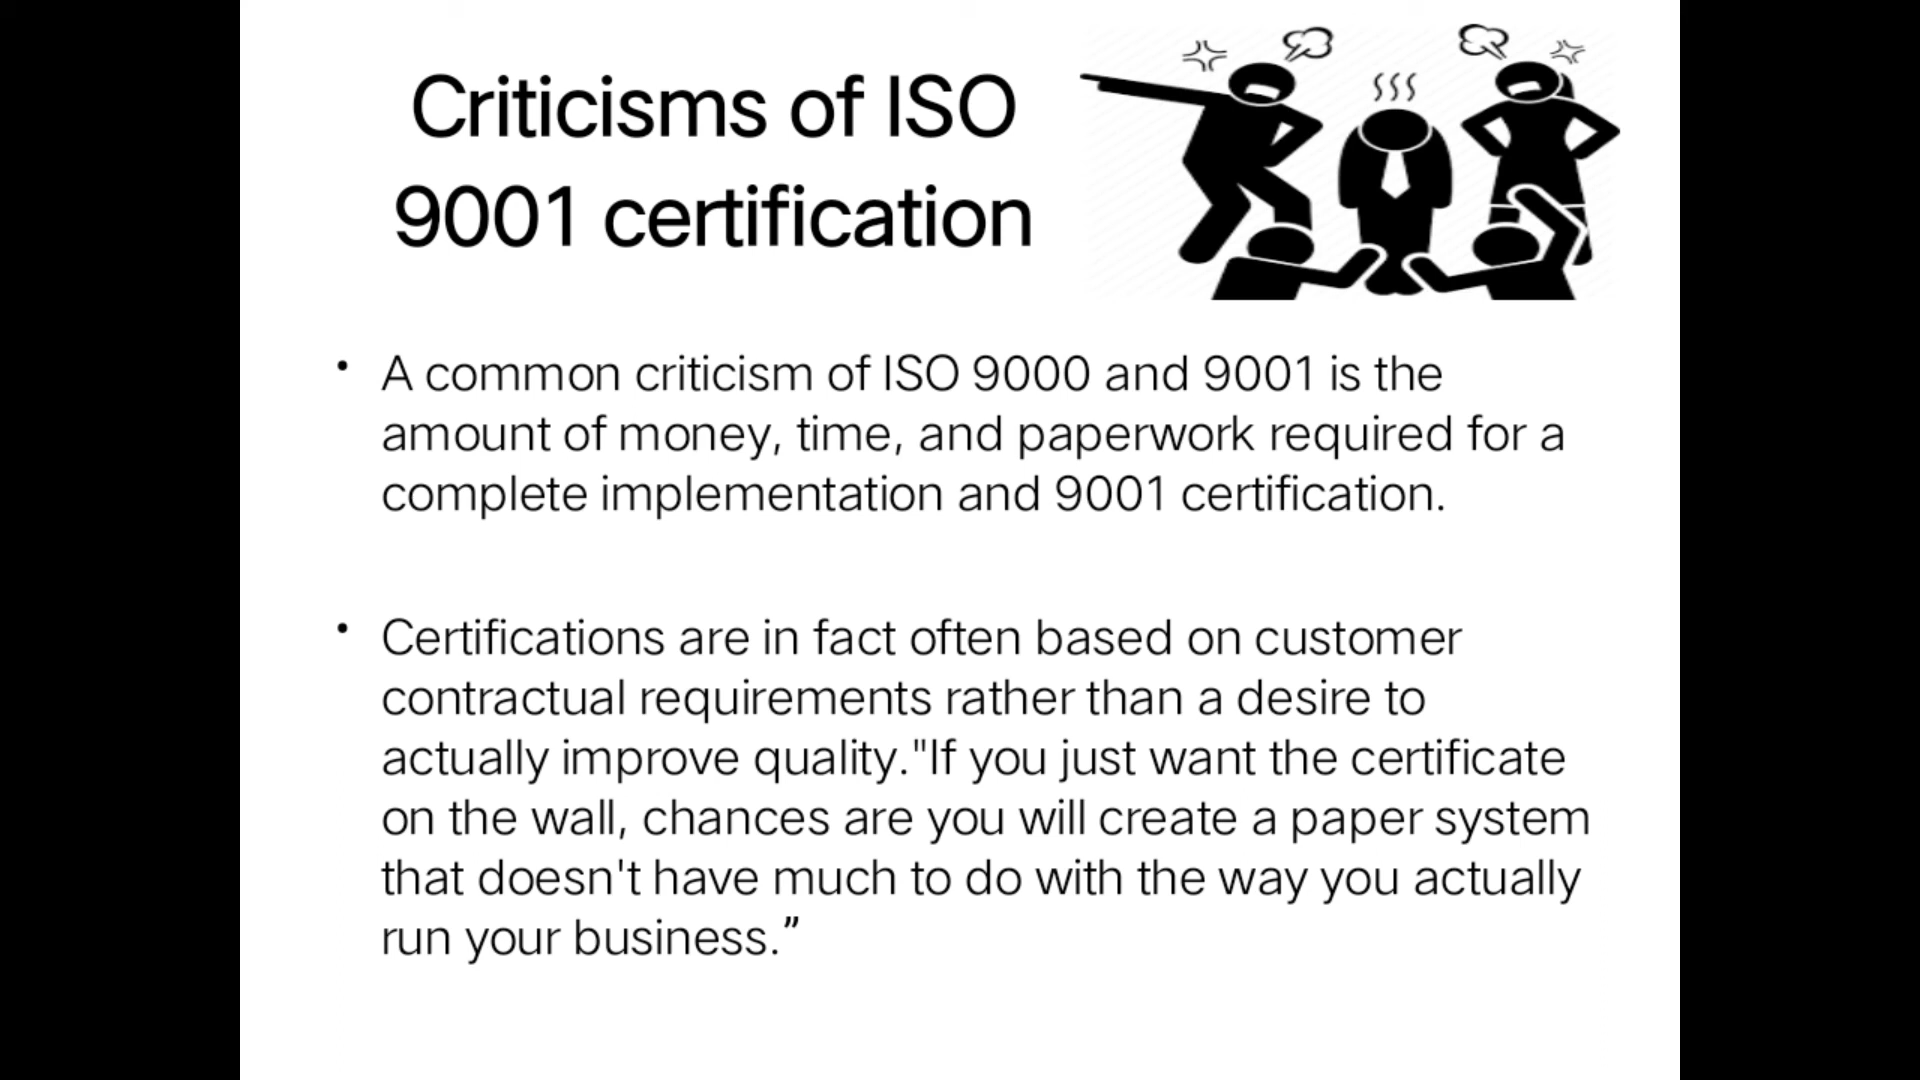 Criticisms of ISO
9001 certification
• A common criticism of ISO 9000 and 9001 is the
amount of money, time, and paperwork required for a
complete implementation and 9001 certification.
• Certifications are in fact often based on customer
contractual requirements rather than a desire to
actually improve quality."If you just want the certificate
on the wall, chances are you will create a paper system
that doesn't have much to do with the way you actually
run your business.”